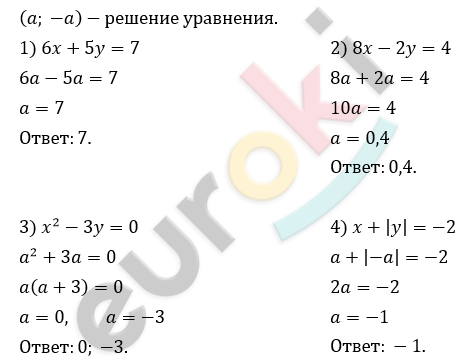 (a; −a) − решение уравнения.
1) 6x + 5y = 7
6a − 5a = 7
a = 7
Ответ: 7.
2) 8x − 2y = 4
8a + 2a = 4
10a = 4
a = 0,4
Ответ: 0,4.
3) x² − 3y = 0
a² + 3a = 0
a(a + 3) = 0
a = 0, a = −3
Ответ: 0; −3.
4) x + |y| = −2
a + |−a| = −2
2a = −2
a = −1
Ответ: − 1.
euroki